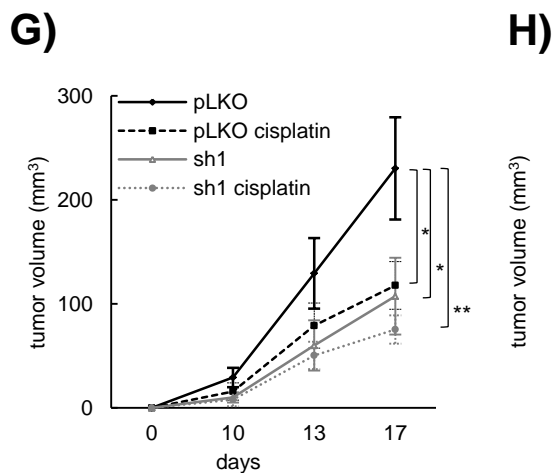 G)
H)
300
200
100
0
tumor volume (mm³)
pLKO
pLKO cisplatin
sh1
sh1 cisplatin
*
*
**
0 10 13 17
days
tumor volume (mm³)